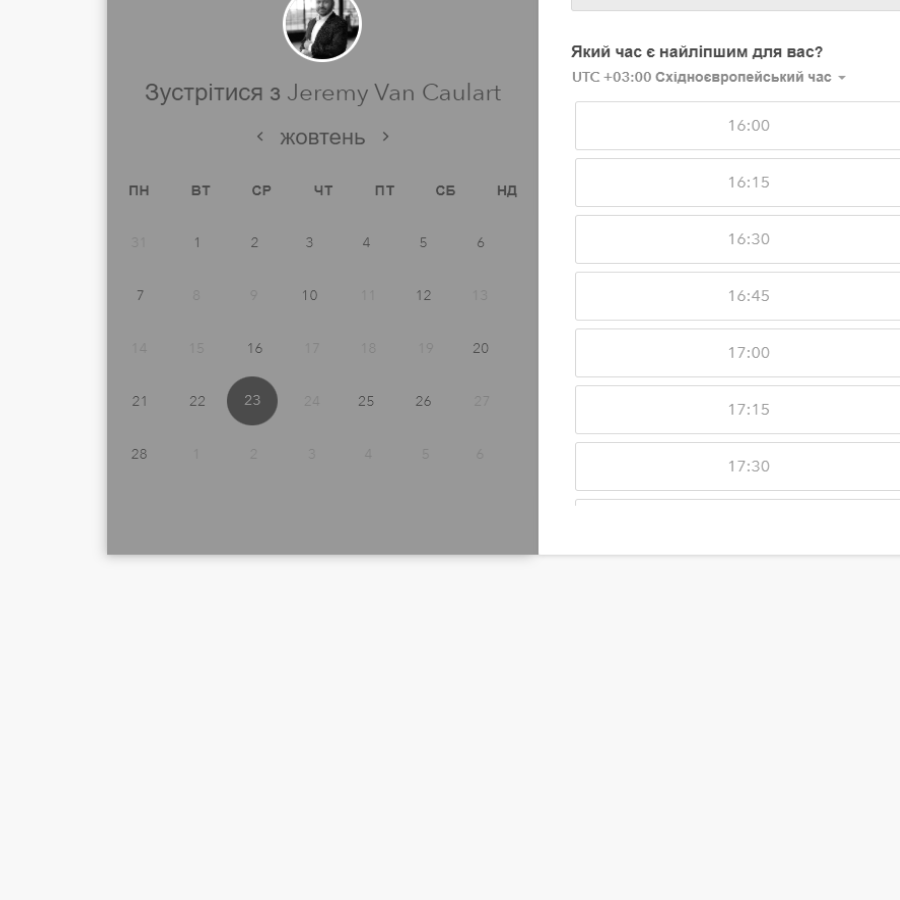 Зустрітися з Jeremy Van Caulart
жовтень
ПН ВТ СР ЧТ ПТ СБ НД
31 1 2 3 4 5 6
7 8 9 10 11 12 13
14 15 16 17 18 19 20
21 22 23 24 25 26 27
28 1 2 3 4 5 6
Який час є найліпшим для вас?
UTC +03:00 Східноєвропейський час
16:00
16:15
16:30
16:45
17:00
17:15
17:30